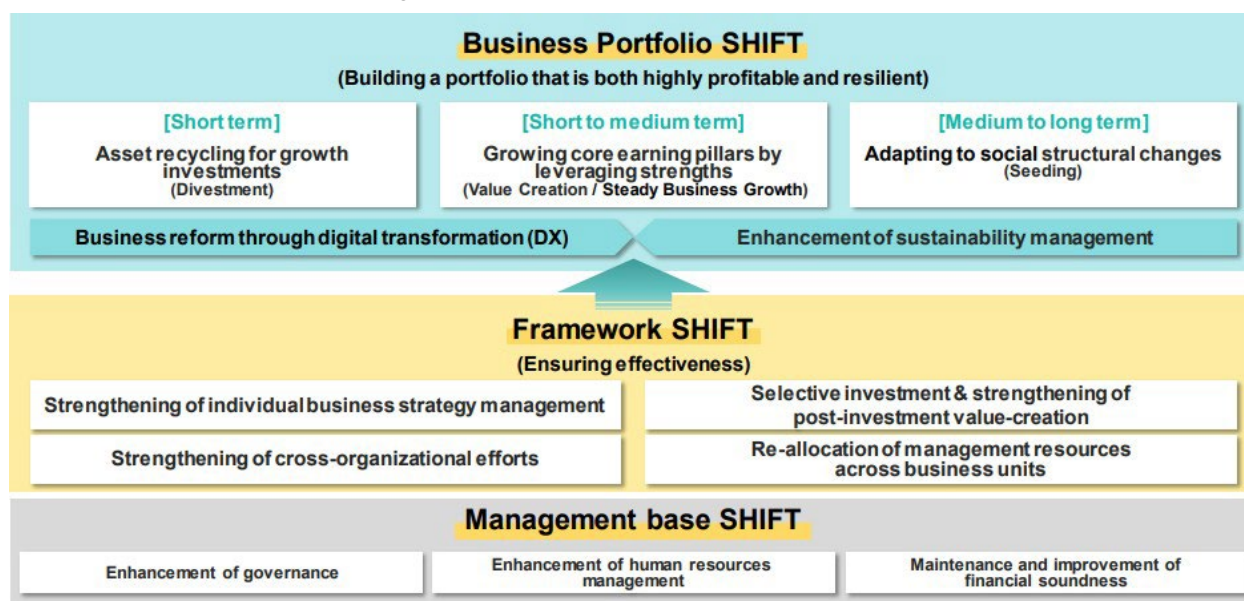 Business Portfolio SHIFT
(Building a portfolio that is both highly profitable and resilient)
[Short term]
Asset recycling for growth
investments
(Divestment)
[Short to medium term]
Growing core earning pillars by
leveraging strengths
(Value Creation / Steady Business Growth)
[Medium to long term]
Adapting to social structural changes
(Seeding)
Business reform through digital transformation (DX)
Enhancement of sustainability management
Framework SHIFT
(Ensuring effectiveness)
Strengthening of individual business strategy management
Selective investment & strengthening of
post-investment value-creation
Strengthening of cross-organizational efforts
Re-allocation of management resources
across business units
Management base SHIFT
Enhancement of governance
Enhancement of human resources
management
Maintenance and improvement of
financial soundness